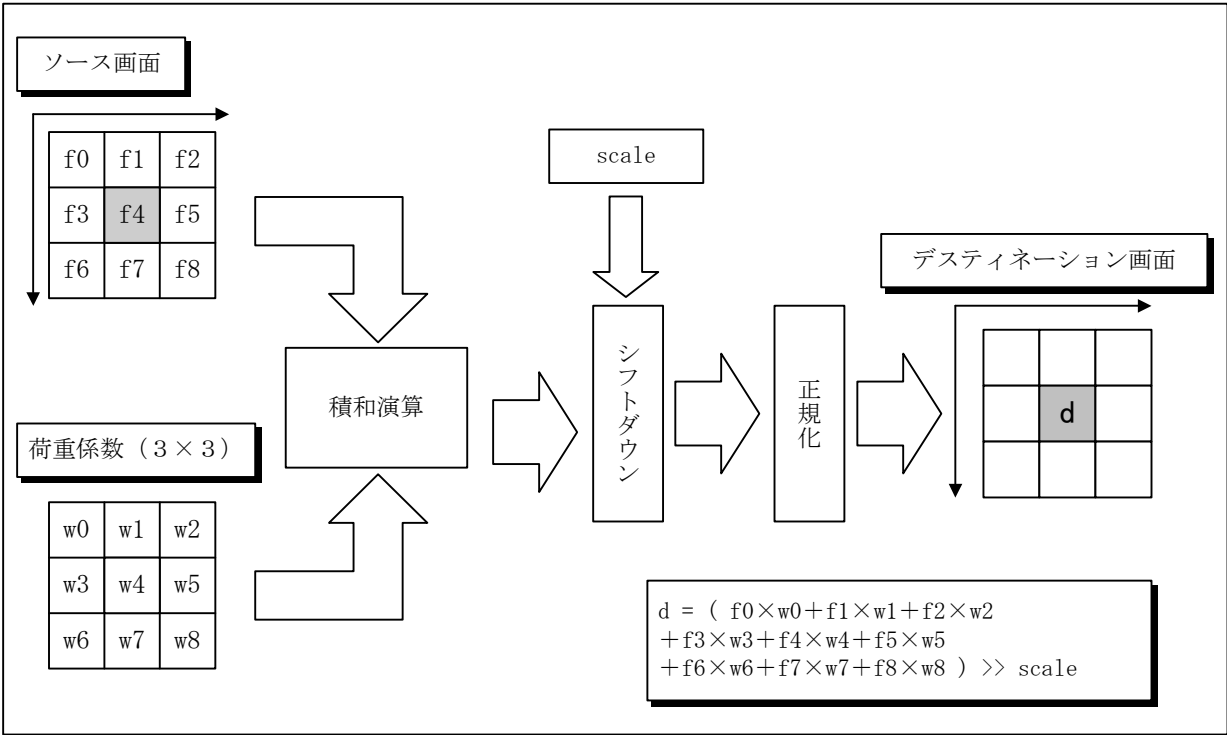 ソース画面
f0 f1 f2
f3 f4 f5
f6 f7 f8
荷重係数（３×３）
w0 w1 w2
w3 w4 w5
w6 w7 w8
積和演算
scale
シフトダウン
正規化
デスティネーション画面
d
d = ( f0×w0＋f1×w1＋f2×w2
＋f3×w3＋f4×w4＋f5×w5
＋f6×w6＋f7×w7＋f8×w8 ) >> scale